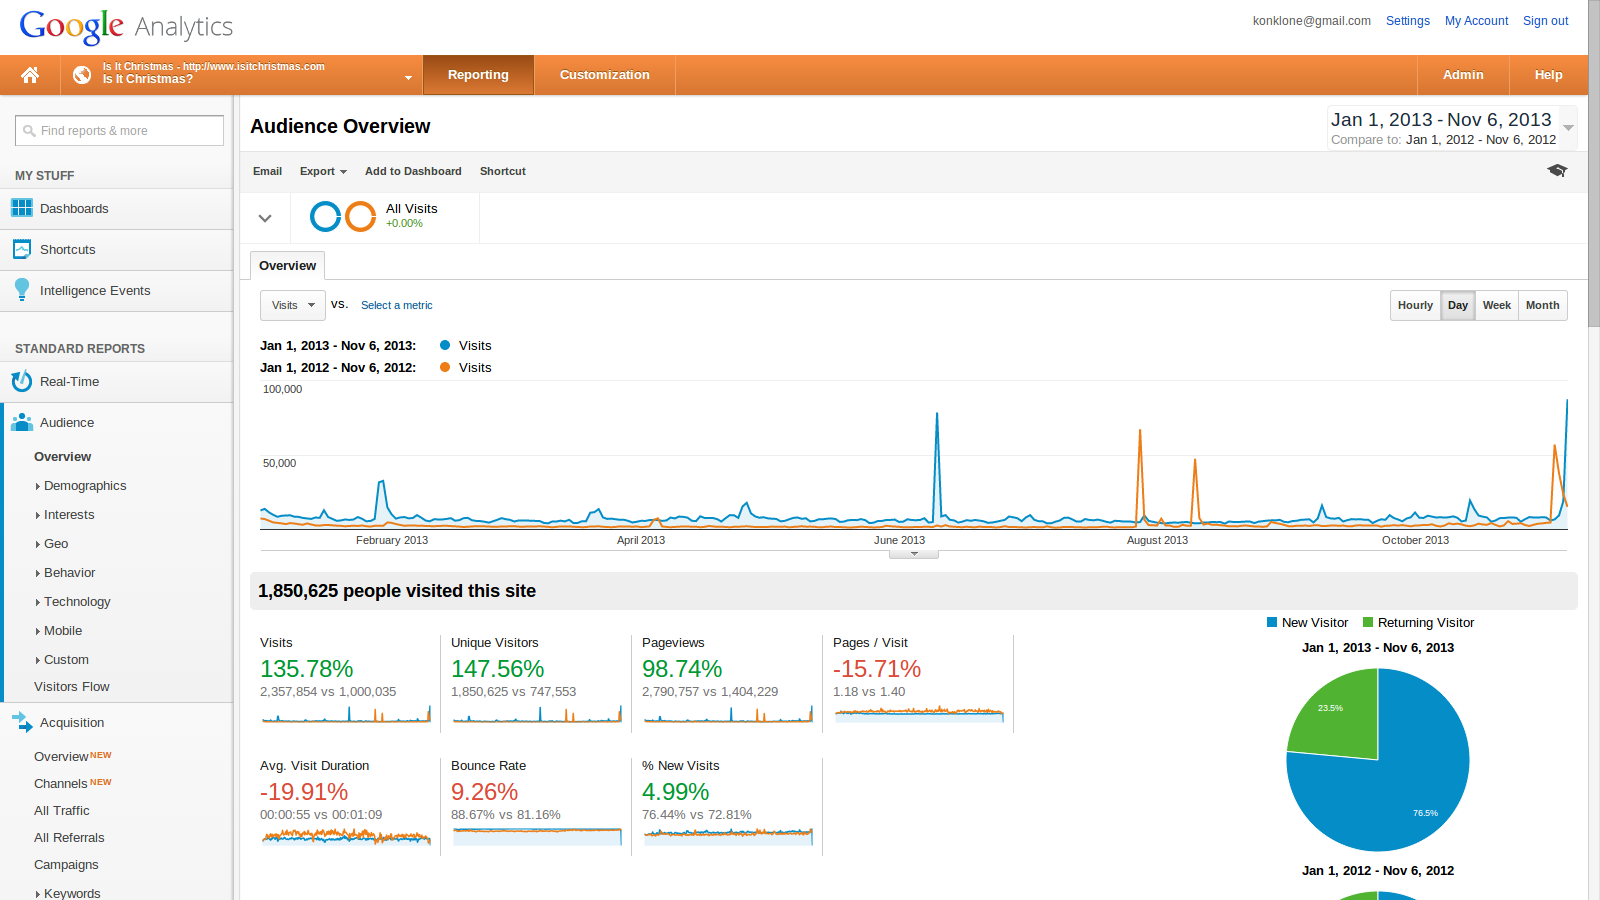 Google Analytics
konklone@gmail.com Settings My Account Sign out
Is It Christmas - http://www.isitchristmas.com
Is It Christmas?
Reporting Customization Admin Help
Find reports & more
MY STUFF
Dashboards
Shortcuts
Intelligence Events
STANDARD REPORTS
Real-Time
Audience
Overview
Demographics
Interests
Geo
Behavior
Technology
Mobile
Custom
Visitors Flow
Acquisition
Overview NEW
Channels NEW
All Traffic
All Referrals
Campaigns
Keywords
Audience Overview
Jan 1, 2013 - Nov 6, 2013
Compare to: Jan 1, 2012 - Nov 6, 2012
Email Export Add to Dashboard Shortcut
All Visits
+0.00%
Overview
Visits vs. Select a metric
Hourly Day Week Month
Jan 1, 2013 - Nov 6, 2013: Visits
Jan 1, 2012 - Nov 6, 2012: Visits
100,000
50,000
February 2013 April 2013 June 2013 August 2013 October 2013
1,850,625 people visited this site
Visits
135.78%
2,357,854 vs 1,000,035
Unique Visitors
147.56%
1,850,625 vs 747,553
Pageviews
98.74%
2,790,757 vs 1,404,229
Pages / Visit
-15.71%
1.18 vs 1.40
Avg. Visit Duration
-19.91%
00:00:55 vs 00:01:09
Bounce Rate
9.26%
88.67% vs 81.16%
% New Visits
4.99%
76.44% vs 72.81%
New Visitor Returning Visitor
Jan 1, 2013 - Nov 6, 2013
23.5%
76.5%
Jan 1, 2012 - Nov 6, 2012